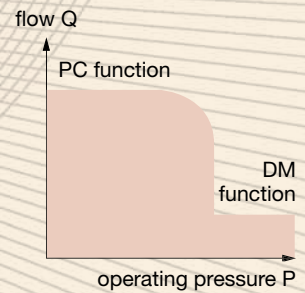 flow Q
PC function
DM
function
operating pressure P